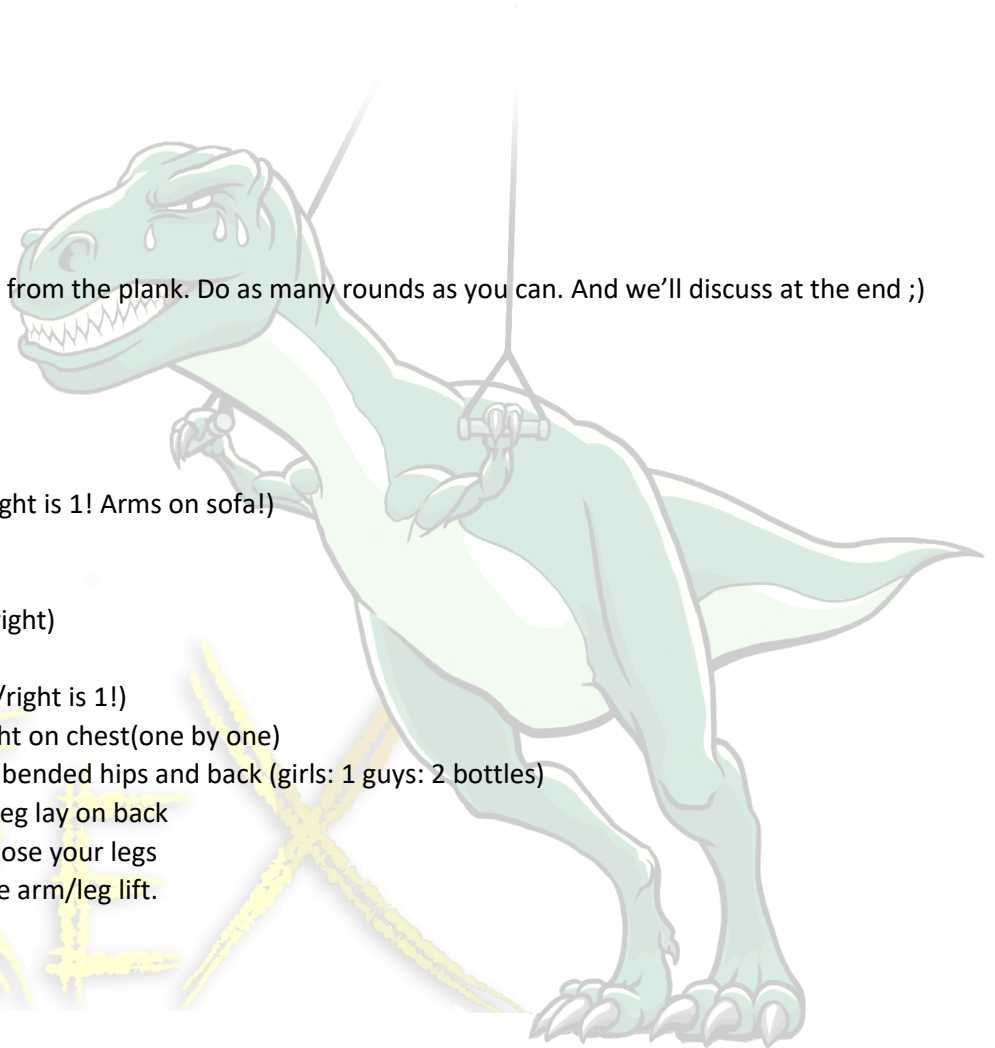 from the plank. Do as many rounds as you can. And we’ll discuss at the end ;)
ght is 1! Arms on sofa!)
ight)
/right is 1!)
ht on chest(one by one)
bended hips and back (girls: 1 guys: 2 bottles)
eg lay on back
ose your legs
e arm/leg lift.
EX